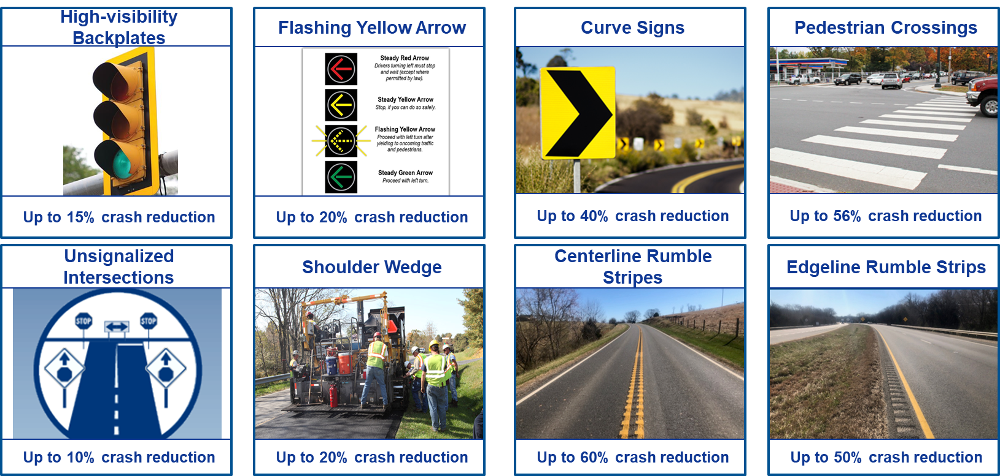 High-visibility
Backplates
Up to 15% crash reduction
Flashing Yellow Arrow
Steady Red Arrow
Drivers turning left must stop
and wait (except where
permitted by law).
Steady Yellow Arrow
Stop, if you can do so safely.
Flashing Yellow Arrow
Proceed with left turn after
yielding to oncoming traffic
and pedestrians.
Steady Green Arrow
Proceed with left turn.
Up to 20% crash reduction
Curve Signs
Up to 40% crash reduction
Pedestrian Crossings
Up to 56% crash reduction
Unsignalized
Intersections
STOP
STOP
Up to 10% crash reduction
Shoulder Wedge
Up to 20% crash reduction
Centerline Rumble
Stripes
Up to 60% crash reduction
Edgeline Rumble Strips
Up to 50% crash reduction